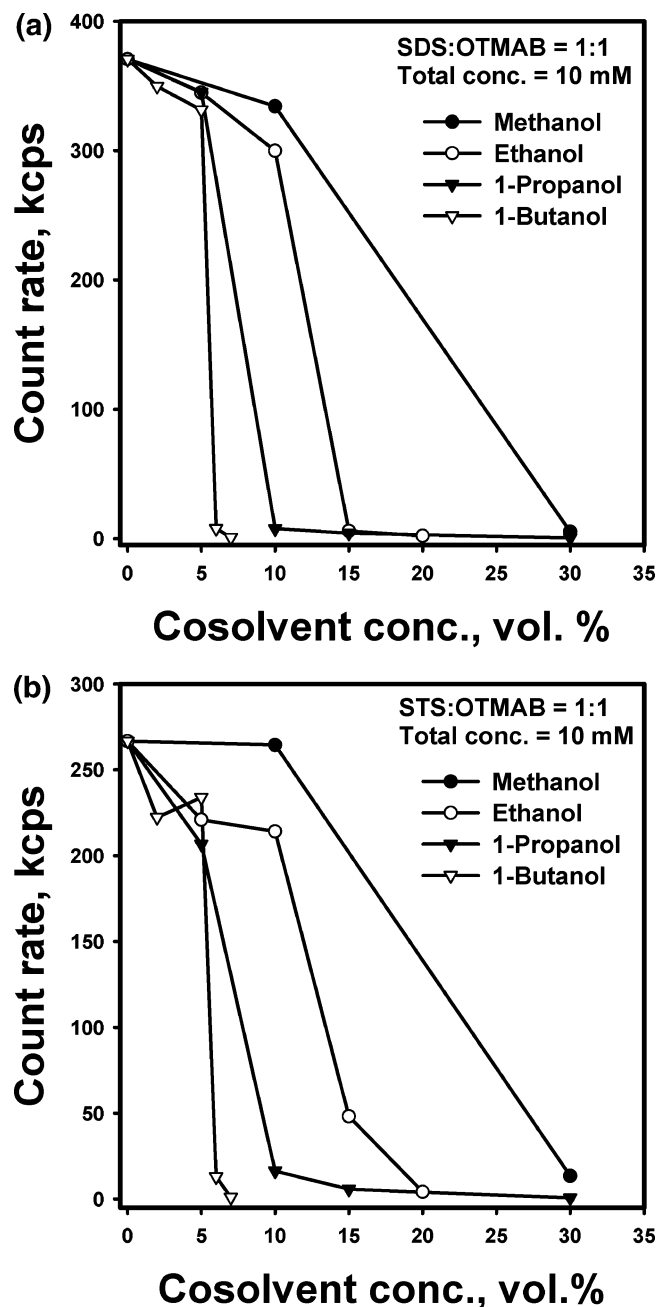 (a)
SDS:OTMAB = 1:1
Total conc. = 10 mM
Methanol
Ethanol
1-Propanol
1-Butanol
Count rate, kcps
400
300
200
100
0
0 5 10 15 20 25 30 35
Cosolvent conc., vol. %
(b)
STS:OTMAB = 1:1
Total conc. = 10 mM
Methanol
Ethanol
1-Propanol
1-Butanol
Count rate, kcps
300
250
200
150
100
50
0
0 5 10 15 20 25 30 35
Cosolvent conc., vol.%